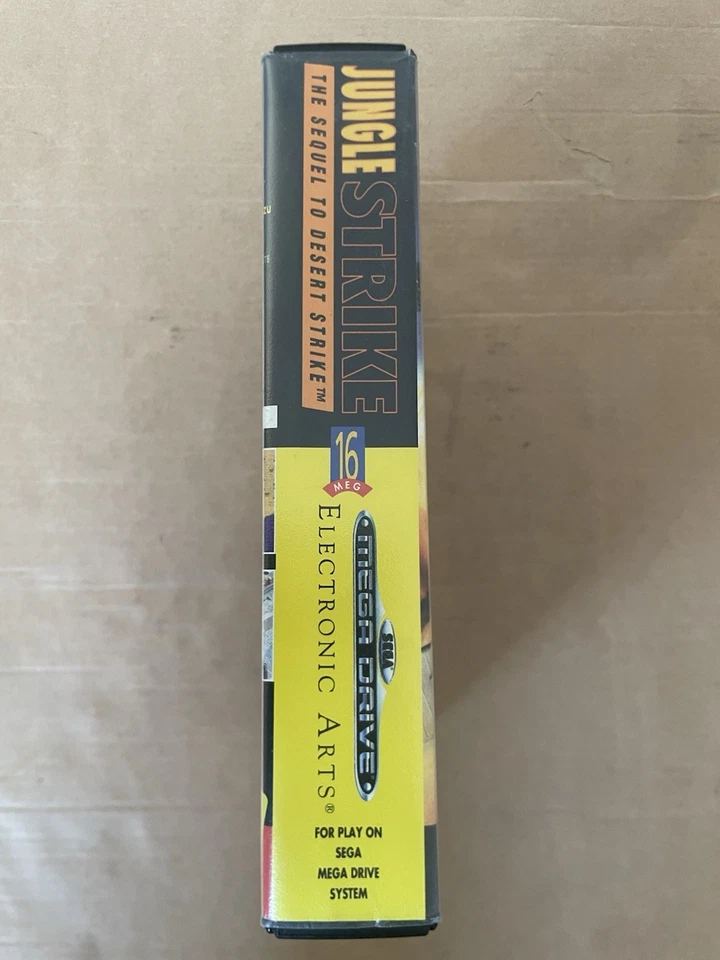 JUNGLE STRIKE
THE SEQUEL TO DESERT STRIKE™
16
MEG
SEGA
MEGA DRIVE
ELECTRONIC ARTS®
FOR PLAY ON
SEGA
MEGA DRIVE
SYSTEM